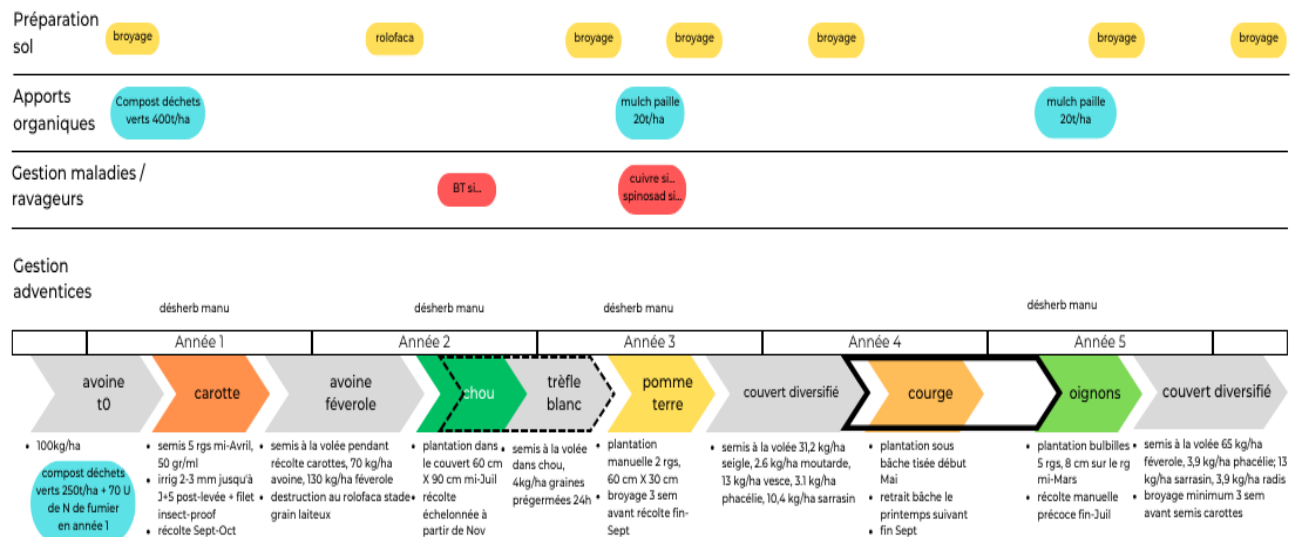 Préparation
sol
broyage
rolofaca
broyage
broyage
broyage
broyage
broyage
Apports
organiques
Compost déchets
verts 400t/ha
mulch paille
20t/ha
mulch paille
20t/ha
Gestion maladies /
ravageurs
BT si...
cuivre si...
spinosad si...
Gestion
adventices
désherb manu
désherb manu
désherb manu
désherb manu
Année 1
Année 2
Année 3
Année 4
Année 5
avoine
t0
carotte
avoine
féverole
chou
trèfle
blanc
pomme
terre
couvert diversifié
courge
oignons
couvert diversifié
• 100kg/ha
compost déchets
verts 250t/ha + 70 U
de N de fumier
en année 1
• semis 5 rgs mi-Avril,
50 gr/ml
• irrig 2-3 mm jusqu'à
J+5 post-levée + filet
insect-proof
• récolte Sept-Oct
• semis à la volée pendant
récolte carottes, 70 kg/ha
avoine, 130 kg/ha féverole
• destruction au rolofaca stade
grain laiteux
• plantation dans
le couvert 60 cm
X 90 cm mi-Juil
• récolte
échelonnée à
partir de Nov
• semis à la volée
dans chou,
4kg/ha graines
prégermées 24h
• plantation
manuelle 2 rgs,
60 cm X 30 cm
• broyage 3 sem
avant récolte fin-
Sept
• semis à la volée 31,2 kg/ha
seigle, 2.6 kg/ha moutarde,
13 kg/ha vesce, 3.1 kg/ha
phacélie, 10,4 kg/ha sarrasin
• plantation sous
bâche tisée début
Mai
• retrait bâche le
printemps suivant
• fin Sept
• plantation bulbilles
5 rgs, 8 cm sur le rg
mi-Mars
• récolte manuelle
précoce fin-Juil
• semis à la volée 65 kg/ha
féverole, 3,9 kg/ha phacélie; 13
kg/ha sarrasin, 3,9 kg/ha radis
• broyage minimum 3 sem
avant semis carottes